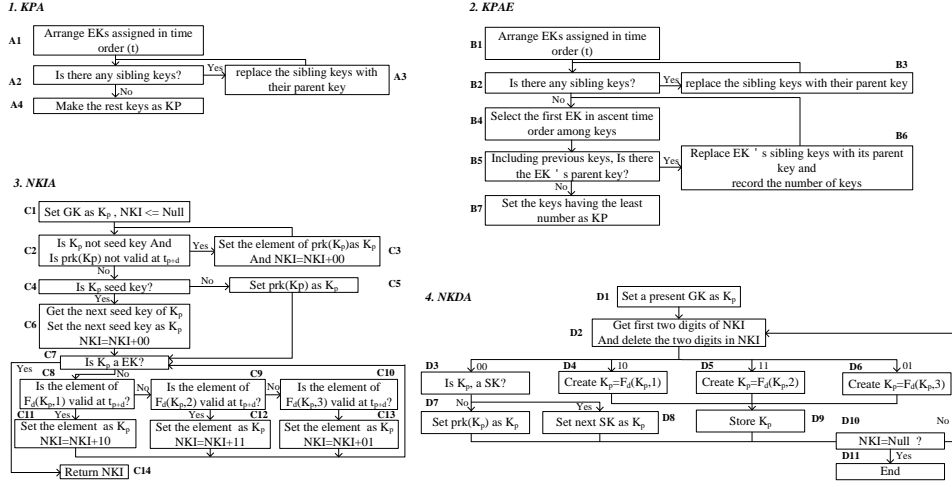 1. KPA
A1
Arrange EKs assigned in time
order (t)
A2
Is there any sibling keys?
Yes
replace the sibling keys with
their parent key
A3
No
A4
Make the rest keys as KP
2. KPAE
B1
Arrange EKs assigned in time
order (t)
B2
Is there any sibling keys?
Yes
B3
replace the sibling keys with their parent key
No
B4
Select the first EK in ascent time
order among keys
B5
Including previous keys, Is there
the EK ' s parent key?
Yes
B6
Replace EK ' s sibling keys with its parent
key and
record the number of keys
No
B7
Set the keys having the least
number as KP
3. NKIA
C1
Set GK as Kp , NKI <= Null
C2
Is Kp not seed key And
Is prk(Kp) not valid at tp+d
Yes
Set the element of prk(Kp)as Kp
And NKI=NKI+00
C3
No
C4
Is Kp seed key?
No
Set prk(Kp) as Kp
C5
Yes
C6
Get the next seed key of Kp
Set the next seed key as Kp
NKI=NKI+00
C7
Is Kp a EK?
Yes
No
C8
Is the element of
Fd(Kp,1) valid at tp+d?
No
C9
Is the element of
Fd(Kp,2) valid at tp+d?
No
C10
Is the element of
Fd(Kp,3) valid at tp+d?
C11
Yes
Set the element as Kp
NKI=NKI+10
Yes
C12
Set the element as Kp
NKI=NKI+11
Yes
C13
Set the element as Kp
NKI=NKI+01
Return NKI
C14
4. NKDA
D1
Set a present GK as Kp
D2
Get first two digits of NKI
And delete the two digits in NKI
D3
00
Is Kp, a SK?
D4
10
Create Kp=Fd(Kp,1)
D5
11
Create Kp=Fd(Kp,2)
D6
01
Create Kp=Fd(Kp,3)
D7
No
Set prk(Kp) as Kp
Yes
Set next SK as Kp
D8
Store Kp
D9
D10
NKI=Null ?
No
D11
Yes
End